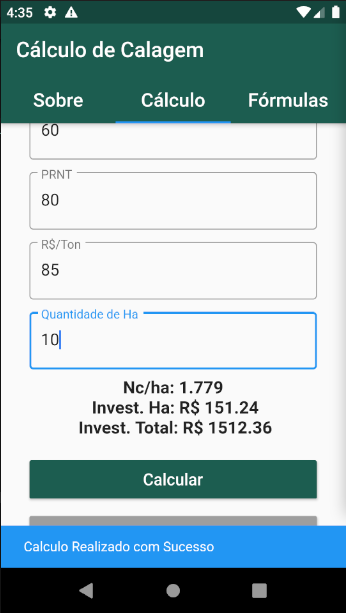 4:35
Cálculo de Calagem
Sobre Cálculo Fórmulas
60
PRNT
80
R$/Ton
85
Quantidade de Ha
10
Nc/ha: 1.779
Invest. Ha: R$ 151.24
Invest. Total: R$ 1512.36
Calcular
Calculo Realizado com Sucesso